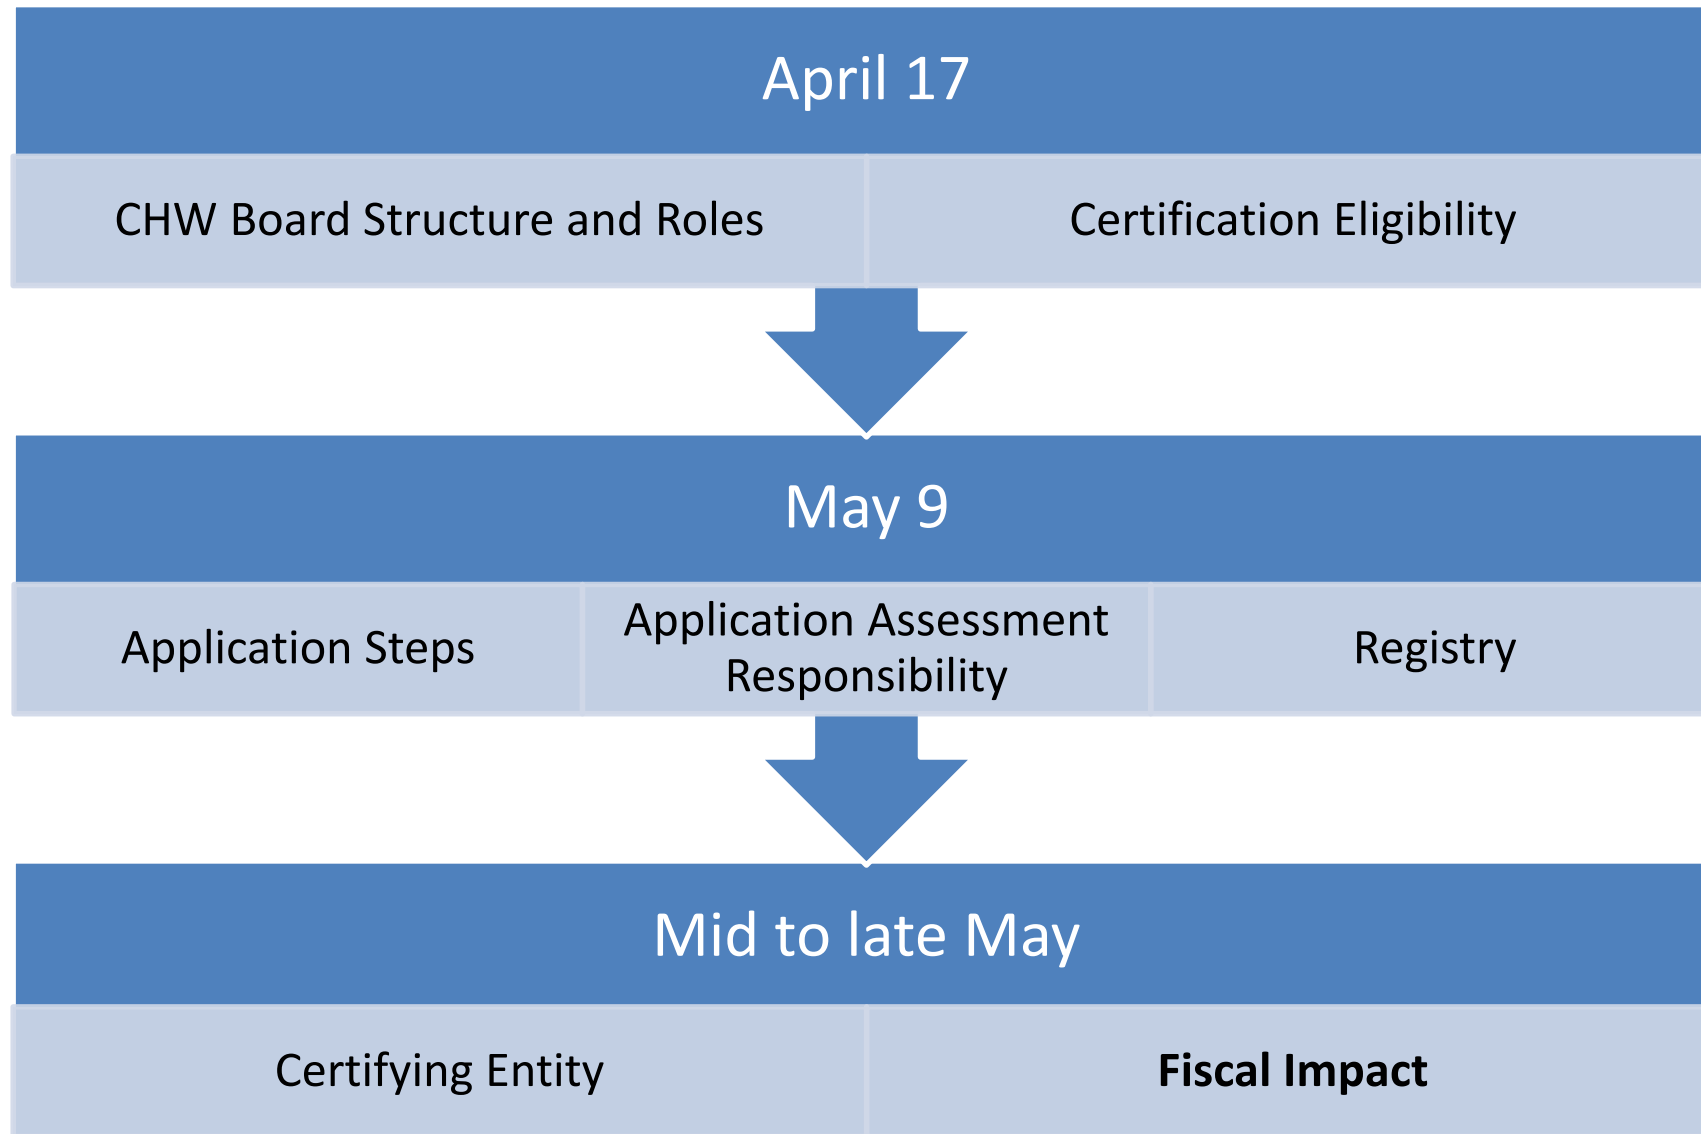 April 17
CHW Board Structure and Roles
Certification Eligibility
May 9
Application Steps
Application Assessment
Responsibility
Registry
Mid to late May
Certifying Entity
Fiscal Impact